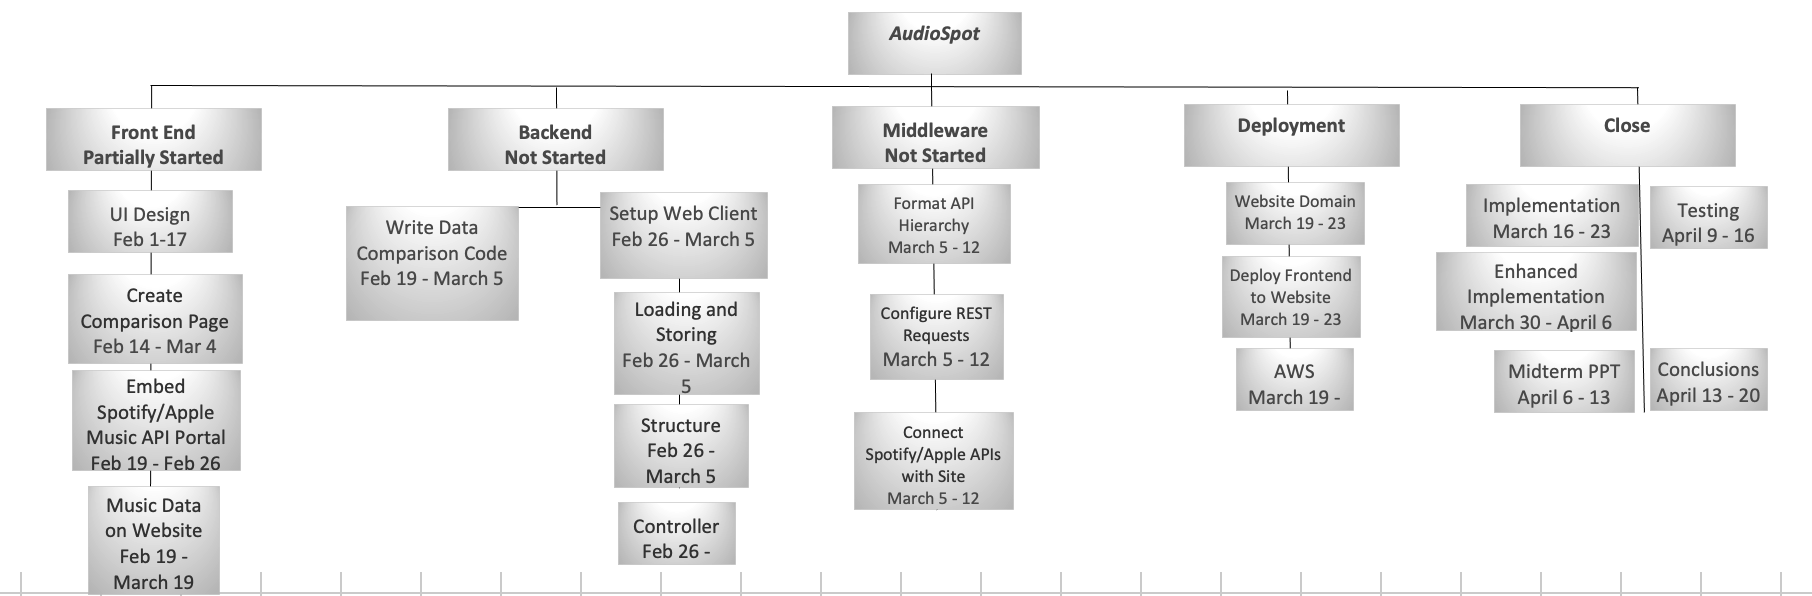 AudioSpot
Front End
Partially Started
UI Design
Feb 1-17
Create
Comparison Page
Feb 14 - Mar 4
Embed
Spotify/Apple
Music API Portal
Feb 19 - Feb 26
Music Data
on Website
Feb 19 -
March 19
Backend
Not Started
Write Data
Comparison Code
Feb 19 - March 5
Setup Web Client
Feb 26 - March 5
Loading and
Storing
Feb 26 - March
5
Structure
Feb 26 -
March 5
Controller
Feb 26 -
Middleware
Not Started
Format API
Hierarchy
March 5 - 12
Configure REST
Requests
March 5 - 12
Connect
Spotify/Apple APIs
with Site
March 5 - 12
Deployment
Website Domain
March 19 - 23
Deploy Frontend
to Website
March 19 - 23
AWS
March 19 -
Close
Implementation
March 16 - 23
Enhanced
Implementation
March 30 - April 6
Midterm PPT
April 6 - 13
Testing
April 9 - 16
Conclusions
April 13 - 20